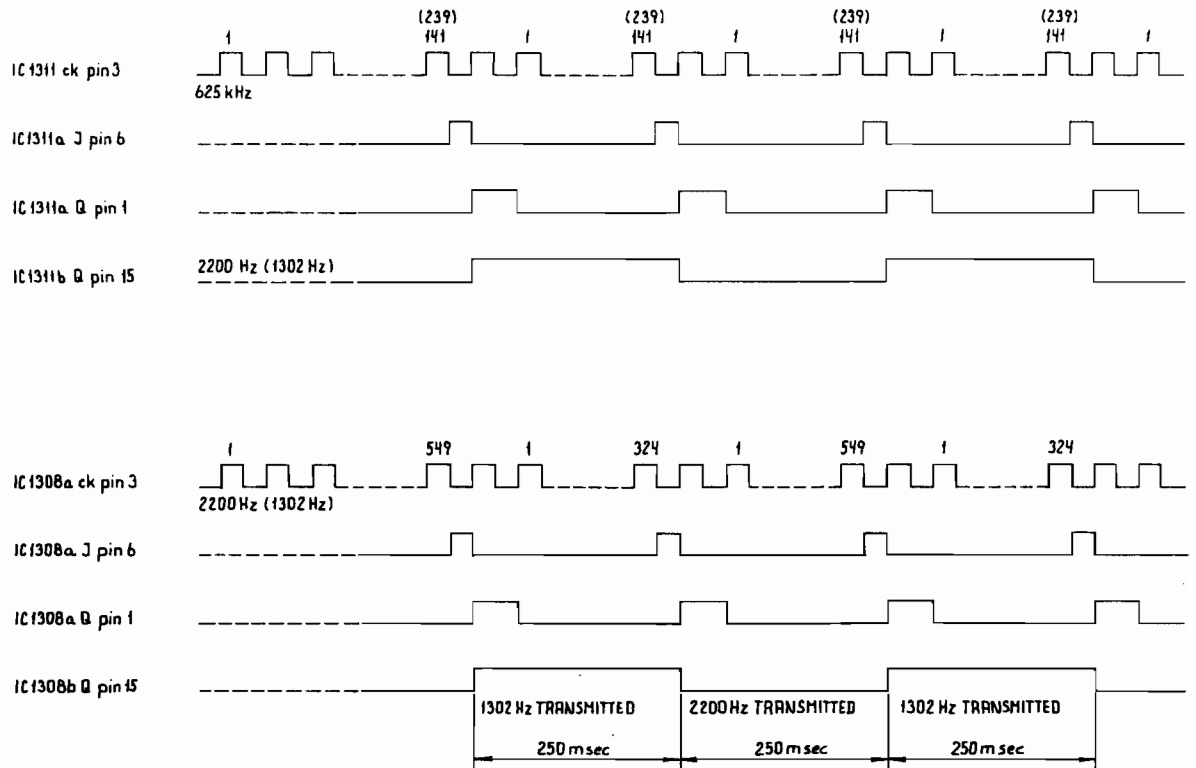 (239) (239) (239) (239)
1 141 1 141 1 141 1 141 1
IC1311 ck pin 3
625 kHz
IC1311a J pin 6
IC1311a Q pin 1
2200 Hz (1302 Hz)
IC1311b Q pin 15
1 549 1 324 1 549 1 324
IC1308a ck pin 3
2200 Hz (1302 Hz)
IC1308a J pin 6
IC1308a Q pin 1
IC1308b Q pin 15
1302 Hz TRANSMITTED 2200 Hz TRANSMITTED 1302 Hz TRANSMITTED
250 msec 250 msec 250 msec